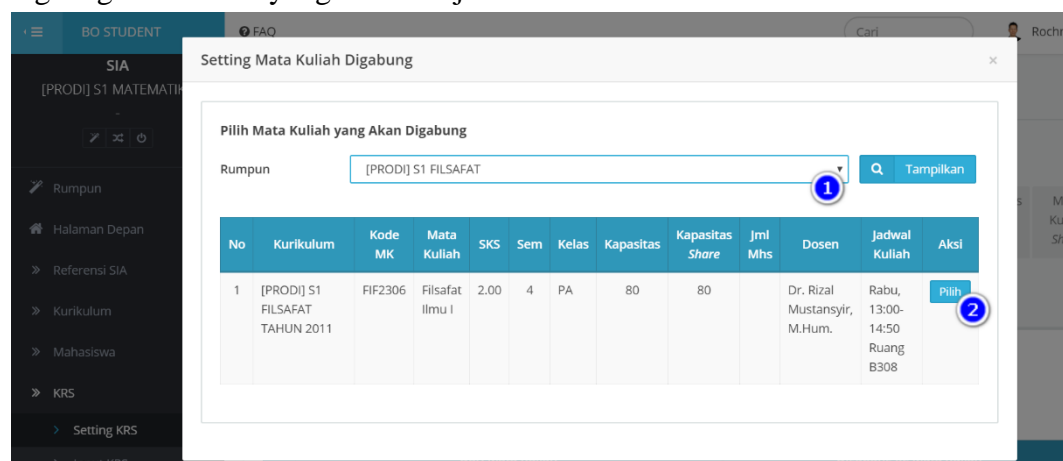 BO STUDENT
FAQ
Cari
SIA
[PRODI] S1 MATEMATIK
-
Rumpun
Halaman Depan
Referensi SIA
Kurikulum
Mahasiswa
KRS
Setting KRS
Setting Mata Kuliah Digabung
×
Pilih Mata Kuliah yang Akan Digabung
Rumpun
[PRODI] S1 FILSAFAT
1
Tampilkan
No
Kurikulum
Kode
MK
Mata
Kuliah
SKS
Sem
Kelas
Kapasitas
Kapasitas
Share
Jml
Mhs
Dosen
Jadwal
Kuliah
Aksi
1
[PRODI] S1
FILSAFAT
TAHUN 2011
FIF2306
Filsafat
Ilmu I
2.00
4
PA
80
80
Dr. Rizal
Mustansyir,
M.Hum.
Rabu,
13:00-
14:50
Ruang
B308
Pilih
2